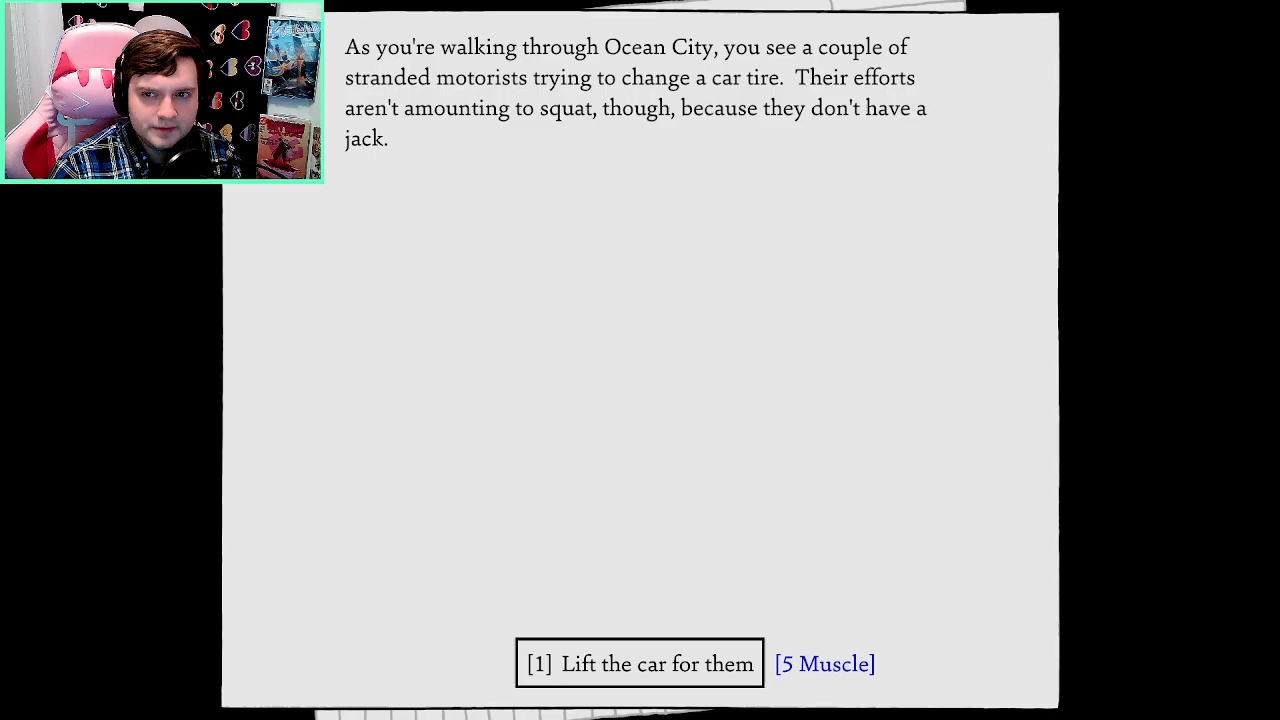 As you're walking through Ocean City, you see a couple of
stranded motorists trying to change a car tire.  Their efforts
aren't amounting to squat, though, because they don't have a
jack.
[1] Lift the car for them [5 Muscle]